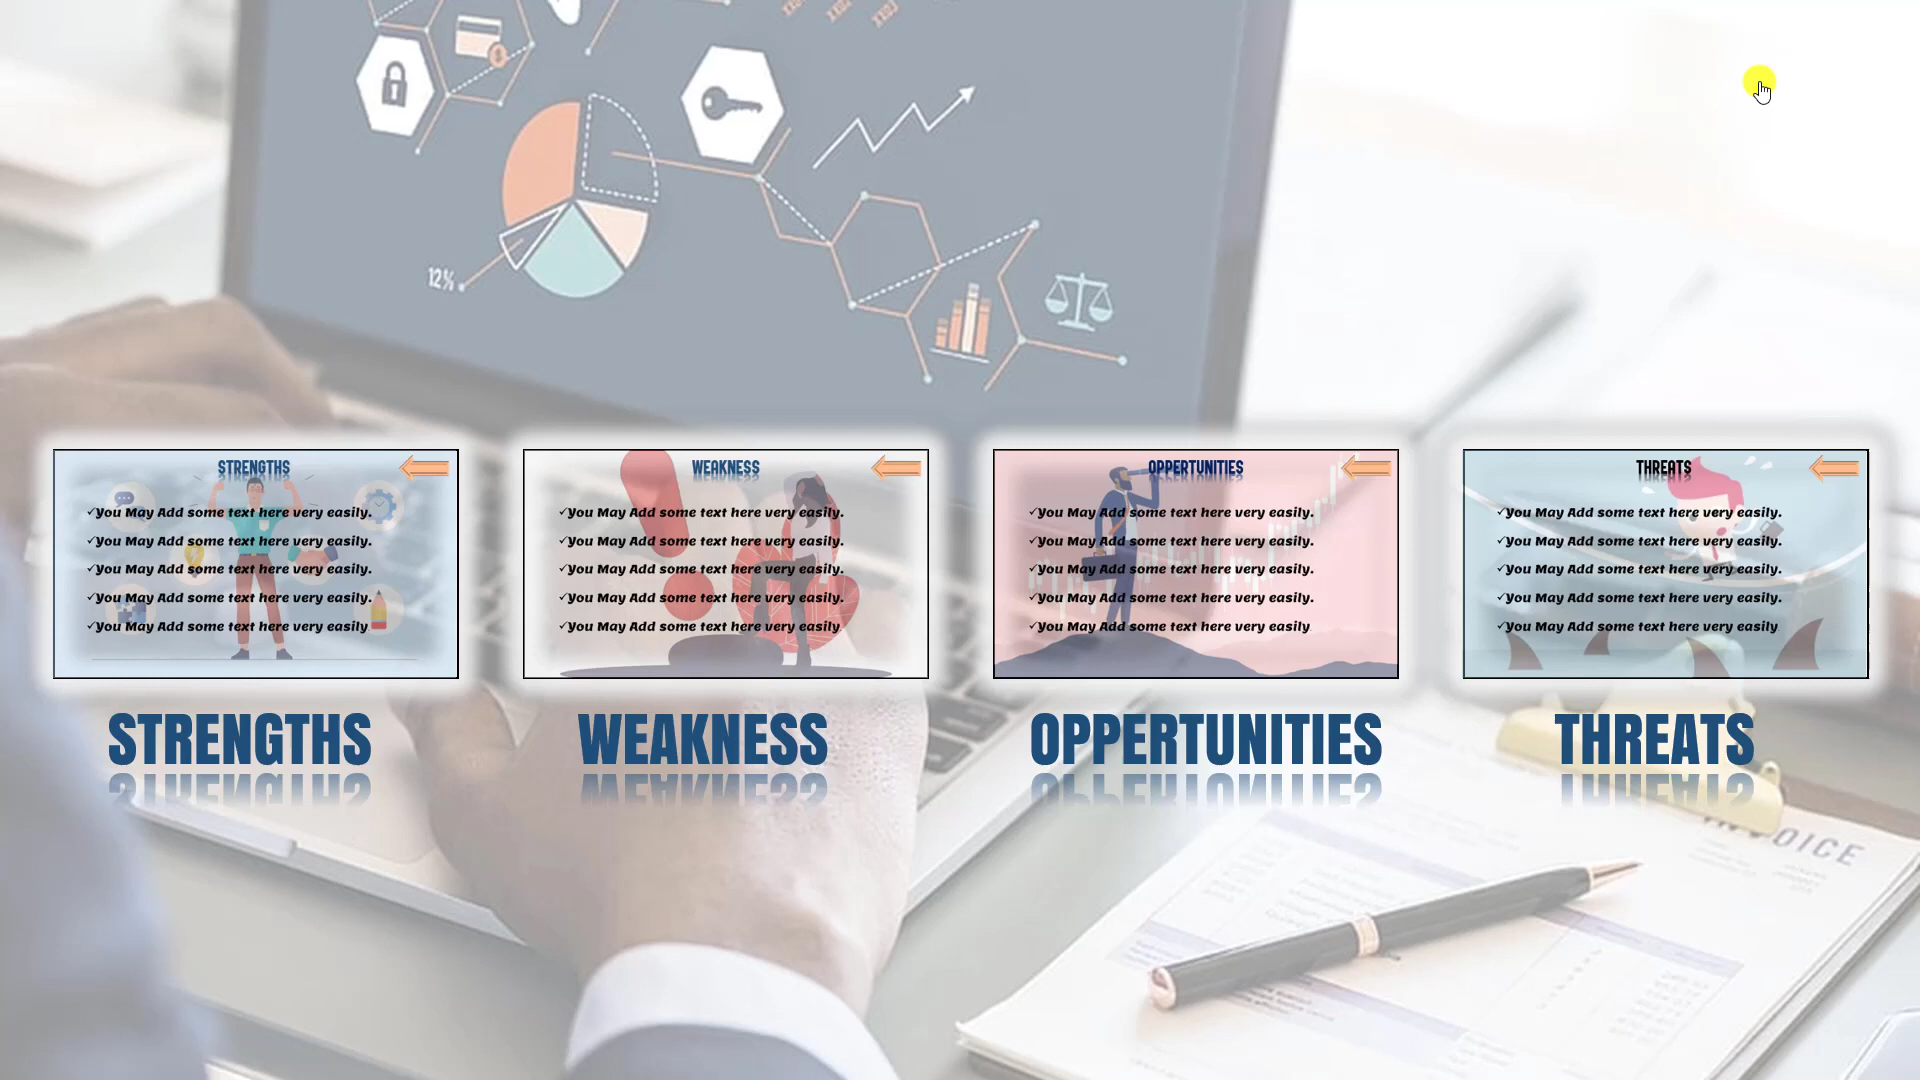 12%
STRENGTHS
✓You May Add some text here very easily.
✓You May Add some text here very easily.
✓You May Add some text here very easily.
✓You May Add some text here very easily.
✓You May Add some text here very easily
WEAKNESS
✓You May Add some text here very easily.
✓You May Add some text here very easily.
✓You May Add some text here very easily.
✓You May Add some text here very easily.
✓You May Add some text here very easily
OPPERTUNITIES
✓You May Add some text here very easily.
✓You May Add some text here very easily.
✓You May Add some text here very easily.
✓You May Add some text here very easily.
✓You May Add some text here very easily
THREATS
✓You May Add some text here very easily.
✓You May Add some text here very easily.
✓You May Add some text here very easily.
✓You May Add some text here very easily.
✓You May Add some text here very easily
STRENGTHS
WEAKNESS
OPPERTUNITIES
THREATS